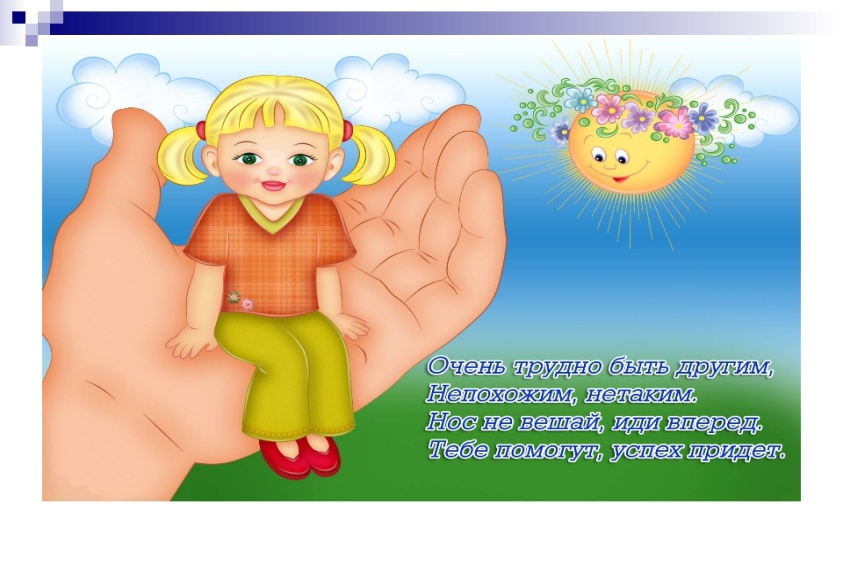 Очень трудно быть другим,
Непохожим, нетаким.
Нос не вешай, иди вперед.
Тебе помогут, успех придет.